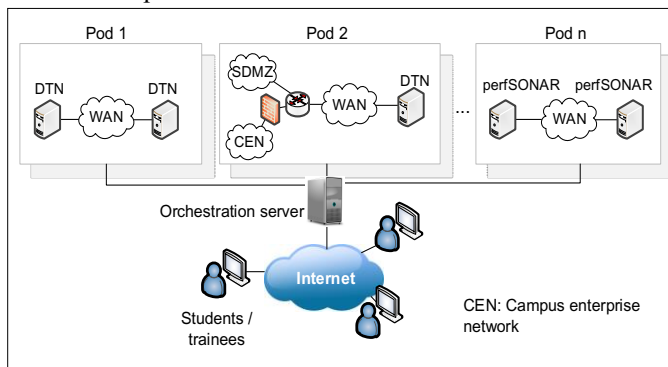 Pod 1
Pod 2
Pod n
DTN
DTN
WAN
SDMZ
CEN
WAN
DTN
...
perfSONAR perfSONAR
WAN
Orchestration server
Internet
Students /
trainees
CEN: Campus enterprise
network